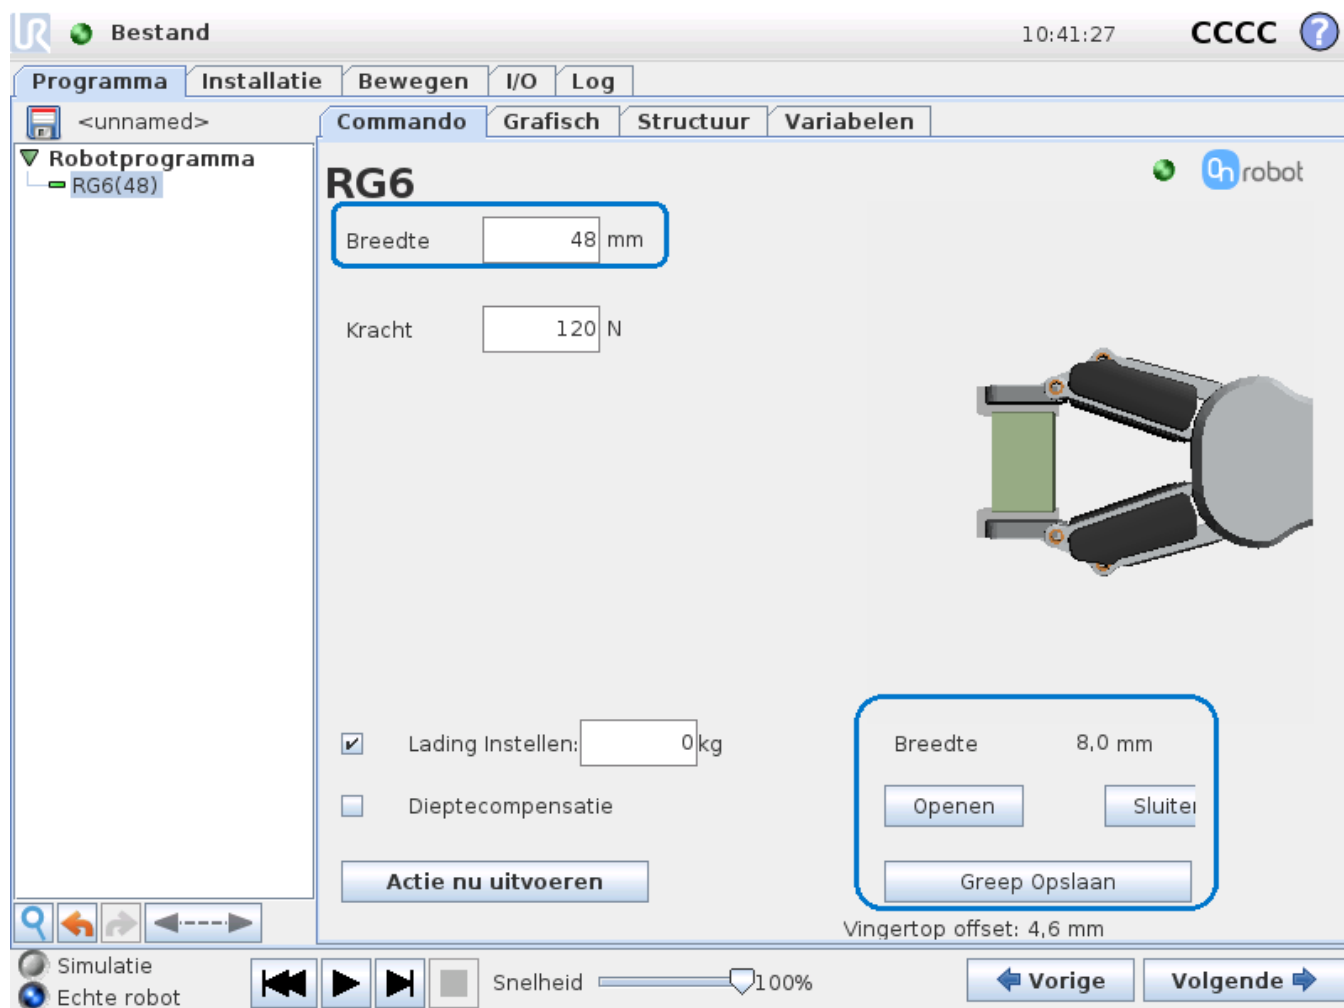 UR Bestand 10:41:27 CCCC ?
Programma Installatie Bewegen I/O Log
<unnamed>
Commando Grafisch Structuur Variabelen
Robotprogramma
RG6(48)
RG6
On robot
Breedte 48 mm
Kracht 120 N
Lading Instellen: 0 kg
Breedte 8,0 mm
Dieptecompensatie
Openen Sluiten
Actie nu uitvoeren
Greep Opslaan
Vingertop offset: 4,6 mm
Simulatie
Echte robot
Snelheid 100%
Vorige Volgende